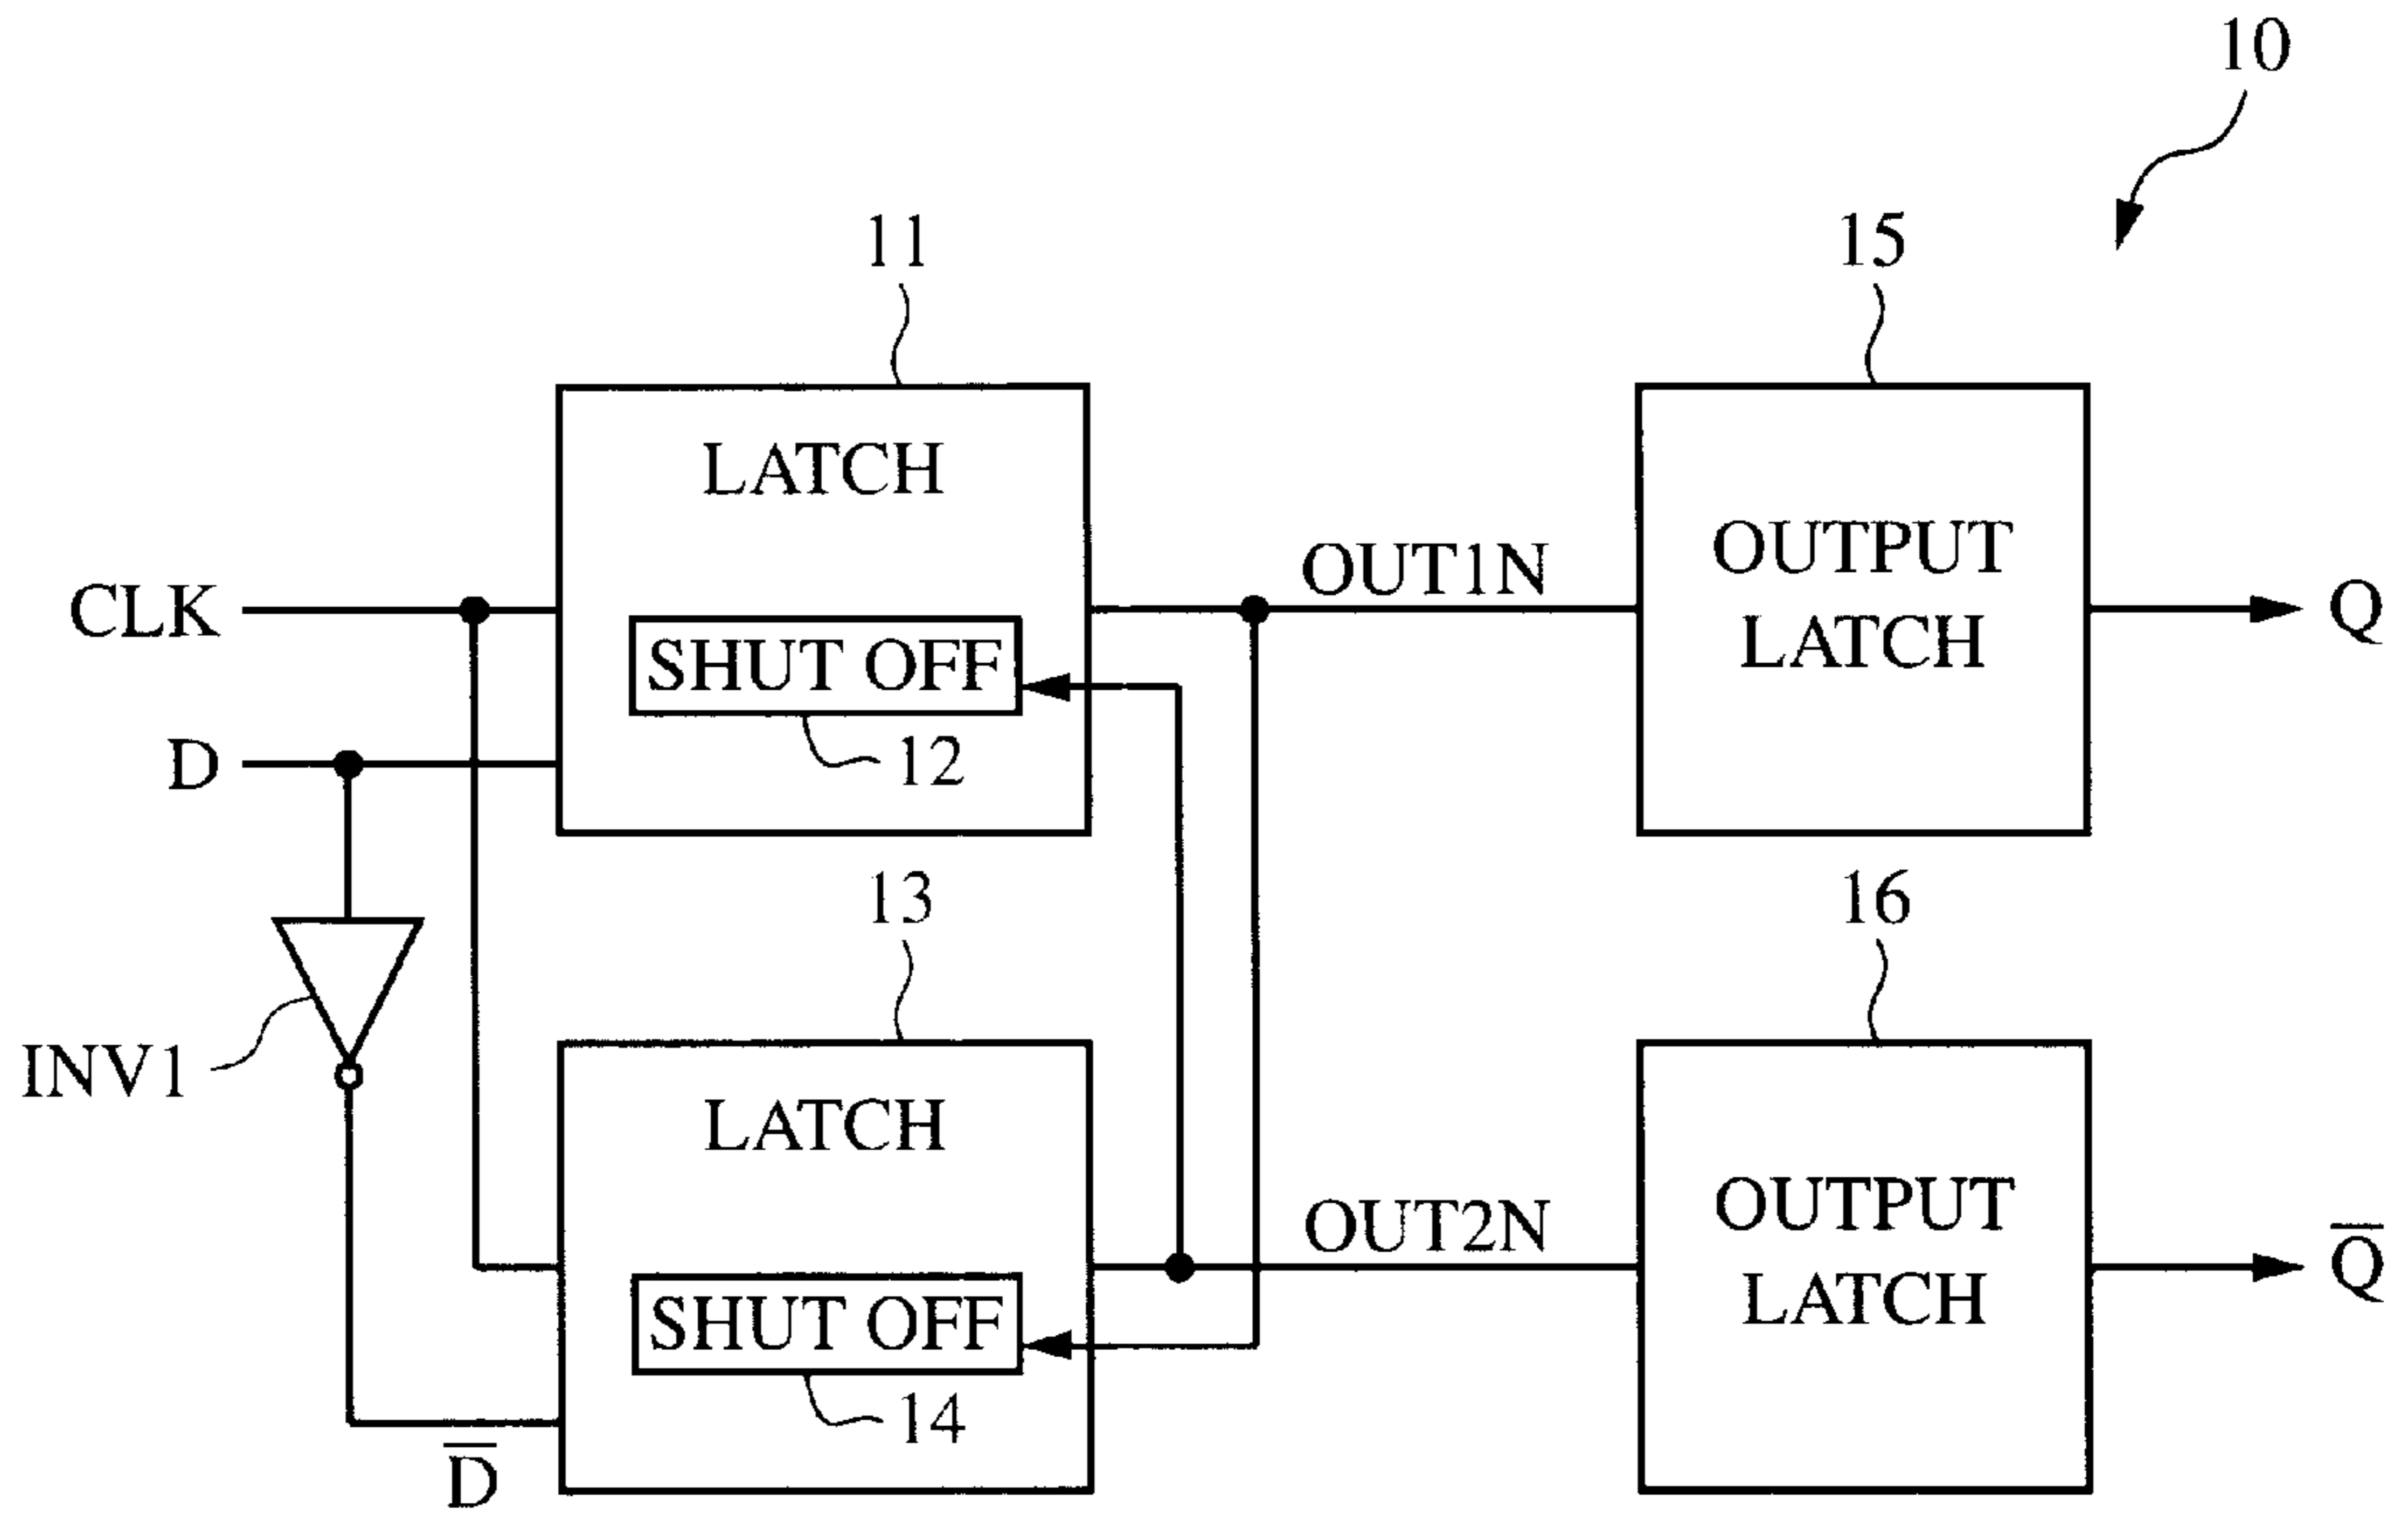 10
11
15
LATCH
OUTPUT
LATCH
OUT1N
CLK
SHUT OFF
Q
D
12
13
16
INV1
LATCH
OUTPUT
LATCH
OUT2N
SHUT OFF
Q̅
14
D̅